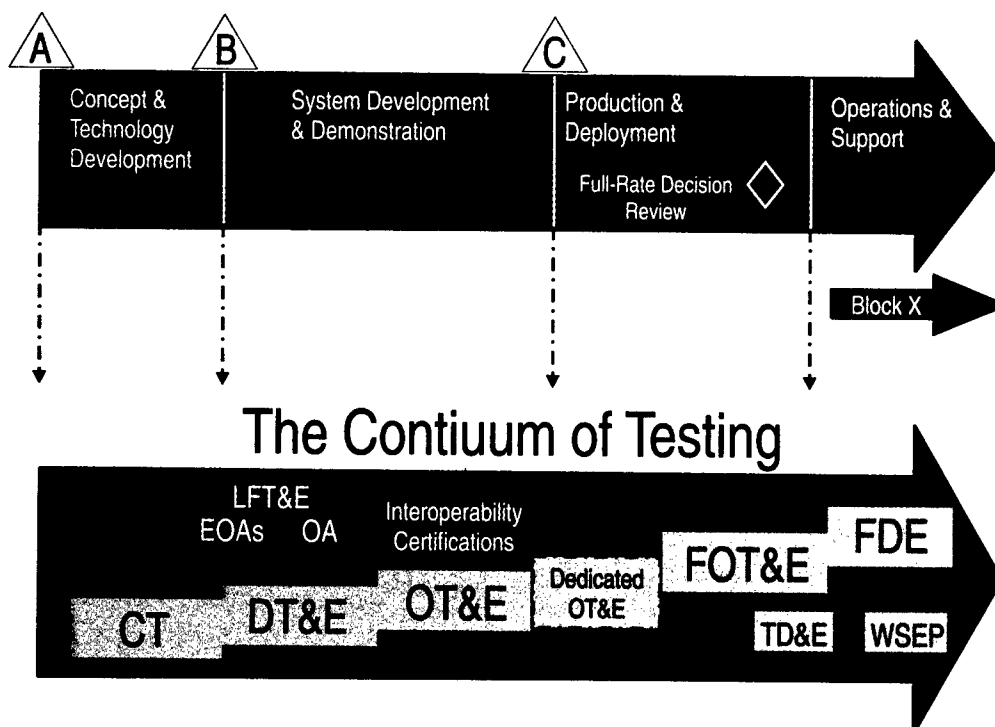 A
B
C
Concept &
Technology
Development
System Development
& Demonstration
Production &
Deployment
Full-Rate Decision
Review
Operations &
Support
Block X
The Contiuum of Testing
LFT&E
EOAs OA
Interoperability
Certifications
CT
DT&E
OT&E
Dedicated
OT&E
FOT&E
FDE
TD&E
WSEP